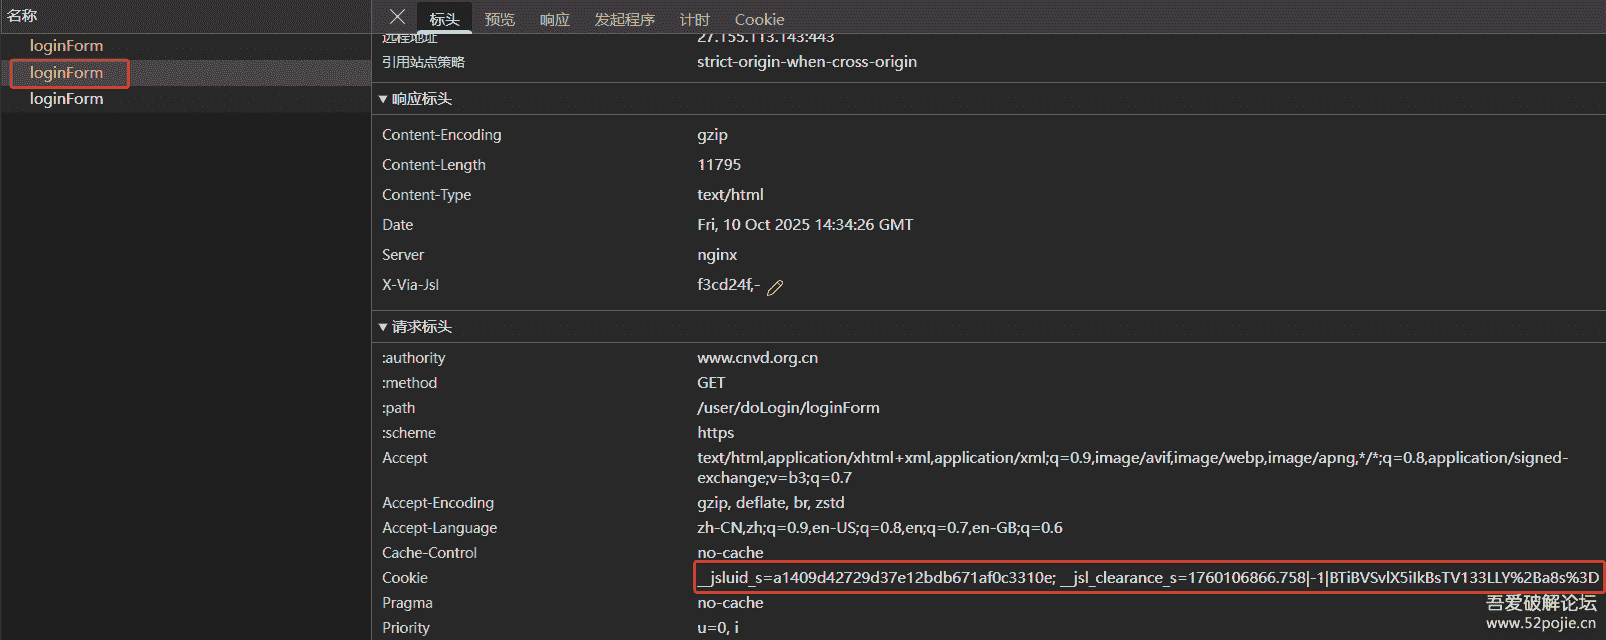 名称
标头 预览 响应 发起程序 计时 Cookie
loginForm
loginForm
loginForm
远程地址 27.155.113.143:443
引用站点策略 strict-origin-when-cross-origin
响应标头
Content-Encoding gzip
Content-Length 11795
Content-Type text/html
Date Fri, 10 Oct 2025 14:34:26 GMT
Server nginx
X-Via-Jsl f3cd24f,-
请求标头
:authority www.cnvd.org.cn
:method GET
:path /user/doLogin/loginForm
:scheme https
Accept text/html,application/xhtml+xml,application/xml;q=0.9,image/avif,image/webp,image/apng,*/*;q=0.8,application/signed-
exchange;v=b3;q=0.7
Accept-Encoding gzip, deflate, br, zstd
Accept-Language zh-CN,zh;q=0.9,en-US;q=0.8,en;q=0.7,en-GB;q=0.6
Cache-Control no-cache
Cookie __jsluid_s=a1409d42729d37e12bdb671af0c3310e; __jsl_clearance_s=1760106866.758|-1|BTiBVSvlX5iIkBsTV133LLY%2Ba8s%3D
Pragma no-cache
Priority u=0, i
吾爱破解论坛
www.52pojie.cn